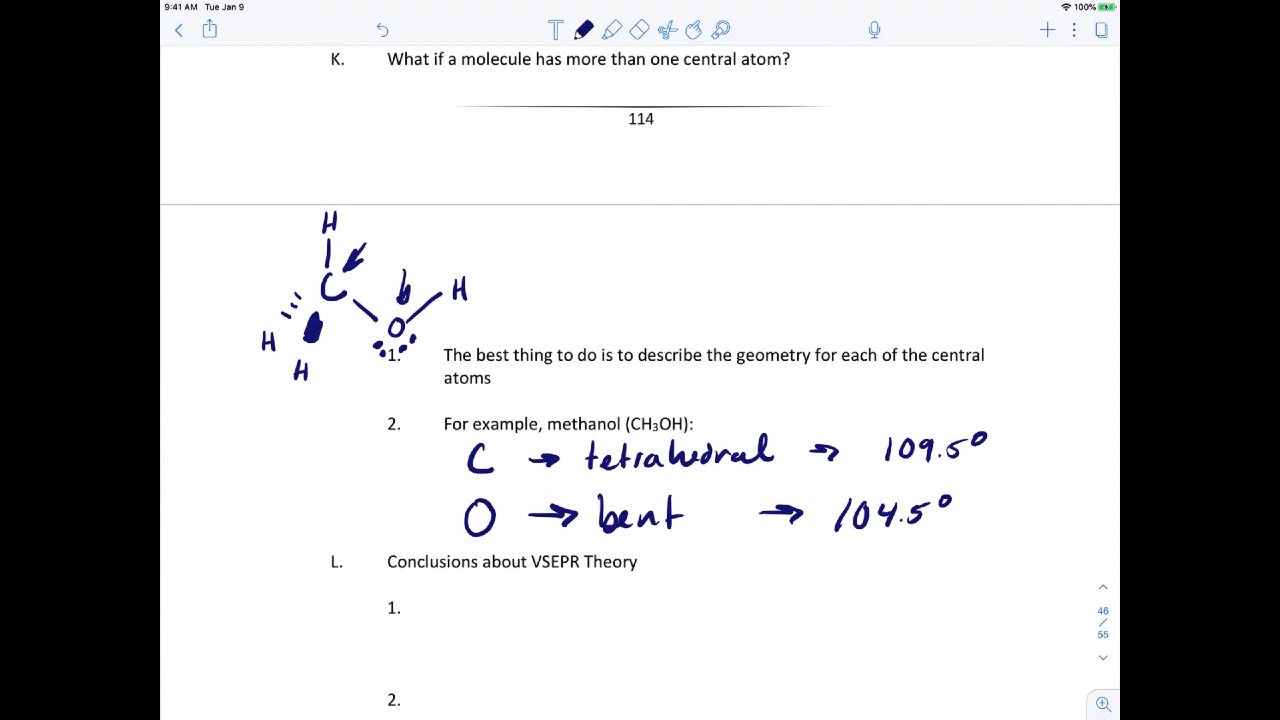 9:41 AM Tue Jan 9
100%
K. What if a molecule has more than one central atom?
114
H
C
H
O
H
H
1. The best thing to do is to describe the geometry for each of the central
atoms
2. For example, methanol (CH₃OH):
C → tetrahedral → 109.5°
O → bent → 104.5°
L. Conclusions about VSEPR Theory
1.
46
/
55
2.